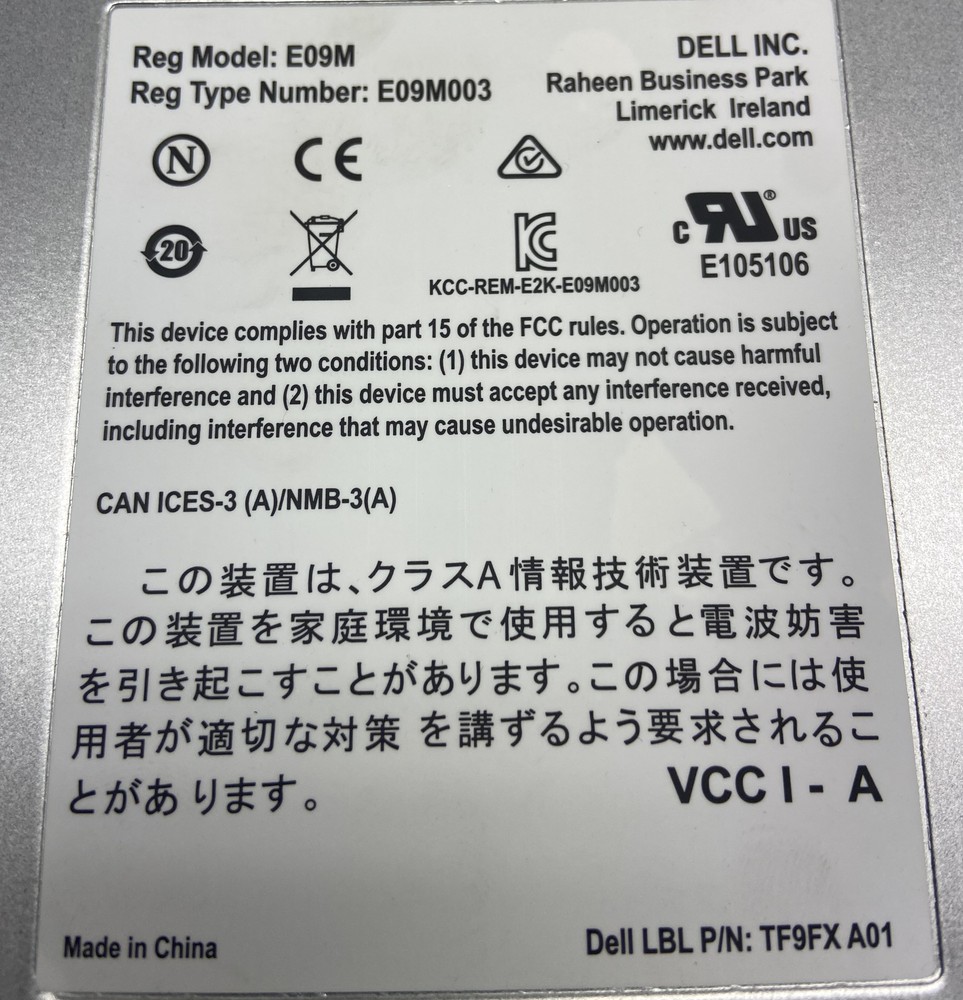 Reg Model: E09M
Reg Type Number: E09M003
DELL INC.
Raheen Business Park
Limerick Ireland
www.dell.com
N
CE
20
KC
KCC-REM-E2K-E09M003
c RU ® US
E105106
This device complies with part 15 of the FCC rules. Operation is subject
to the following two conditions: (1) this device may not cause harmful
interference and (2) this device must accept any interference received,
including interference that may cause undesirable operation.
CAN ICES-3 (A)/NMB-3(A)
この装置は、クラスA情報技術装置です。
この装置を家庭環境で使用すると電波妨害
を引き起こすことがあります。この場合には使
用者が適切な対策 を講ずるよう要求されるこ
とがあ ります。
VCC I - A
Made in China
Dell LBL P/N: TF9FX A01